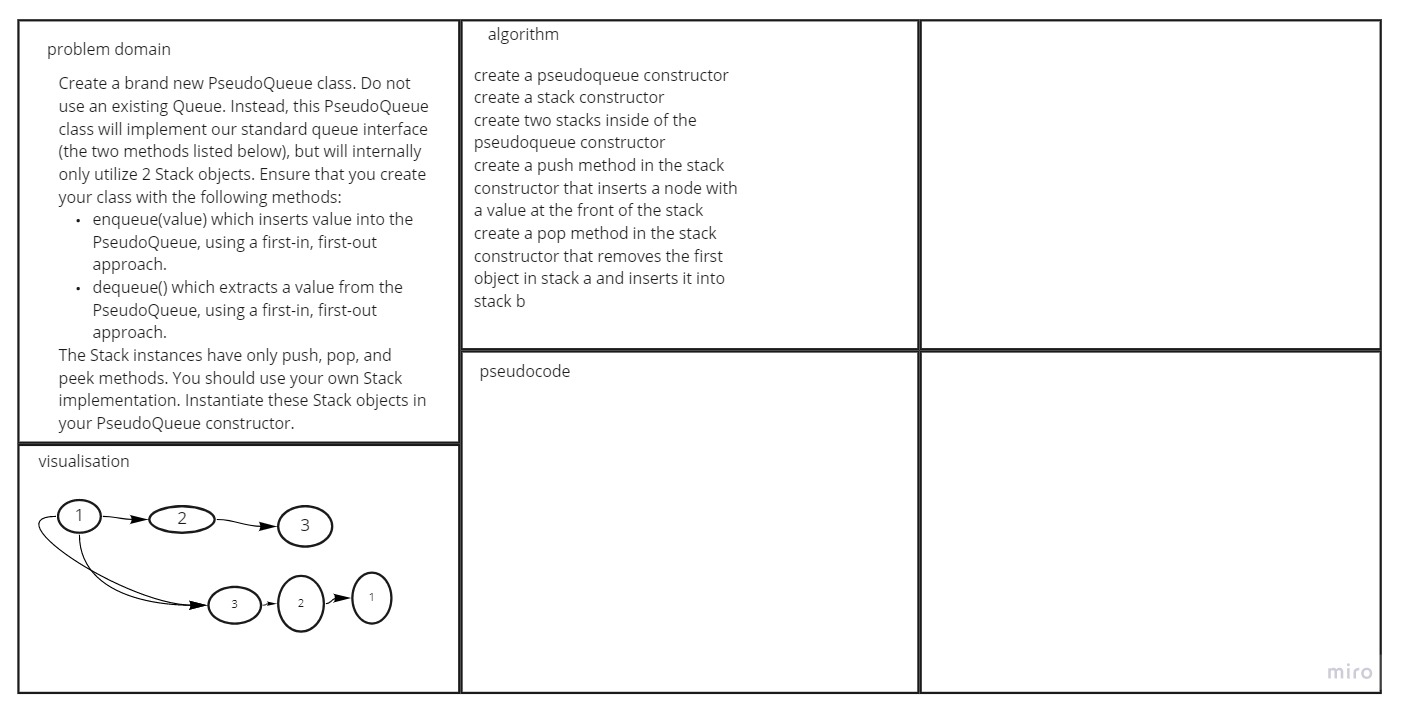 problem domain
Create a brand new PseudoQueue class. Do not
use an existing Queue. Instead, this PseudoQueue
class will implement our standard queue interface
(the two methods listed below), but will internally
only utilize 2 Stack objects. Ensure that you create
your class with the following methods:
• enqueue(value) which inserts value into the
PseudoQueue, using a first-in, first-out
approach.
• dequeue() which extracts a value from the
PseudoQueue, using a first-in, first-out
approach.
The Stack instances have only push, pop, and
peek methods. You should use your own Stack
implementation. Instantiate these Stack objects in
your PseudoQueue constructor.
visualisation
1
2
3
3
2
1
algorithm
create a pseudoqueue constructor
create a stack constructor
create two stacks inside of the
pseudoqueue constructor
create a push method in the stack
constructor that inserts a node with
a value at the front of the stack
create a pop method in the stack
constructor that removes the first
object in stack a and inserts it into
stack b
pseudocode
miro